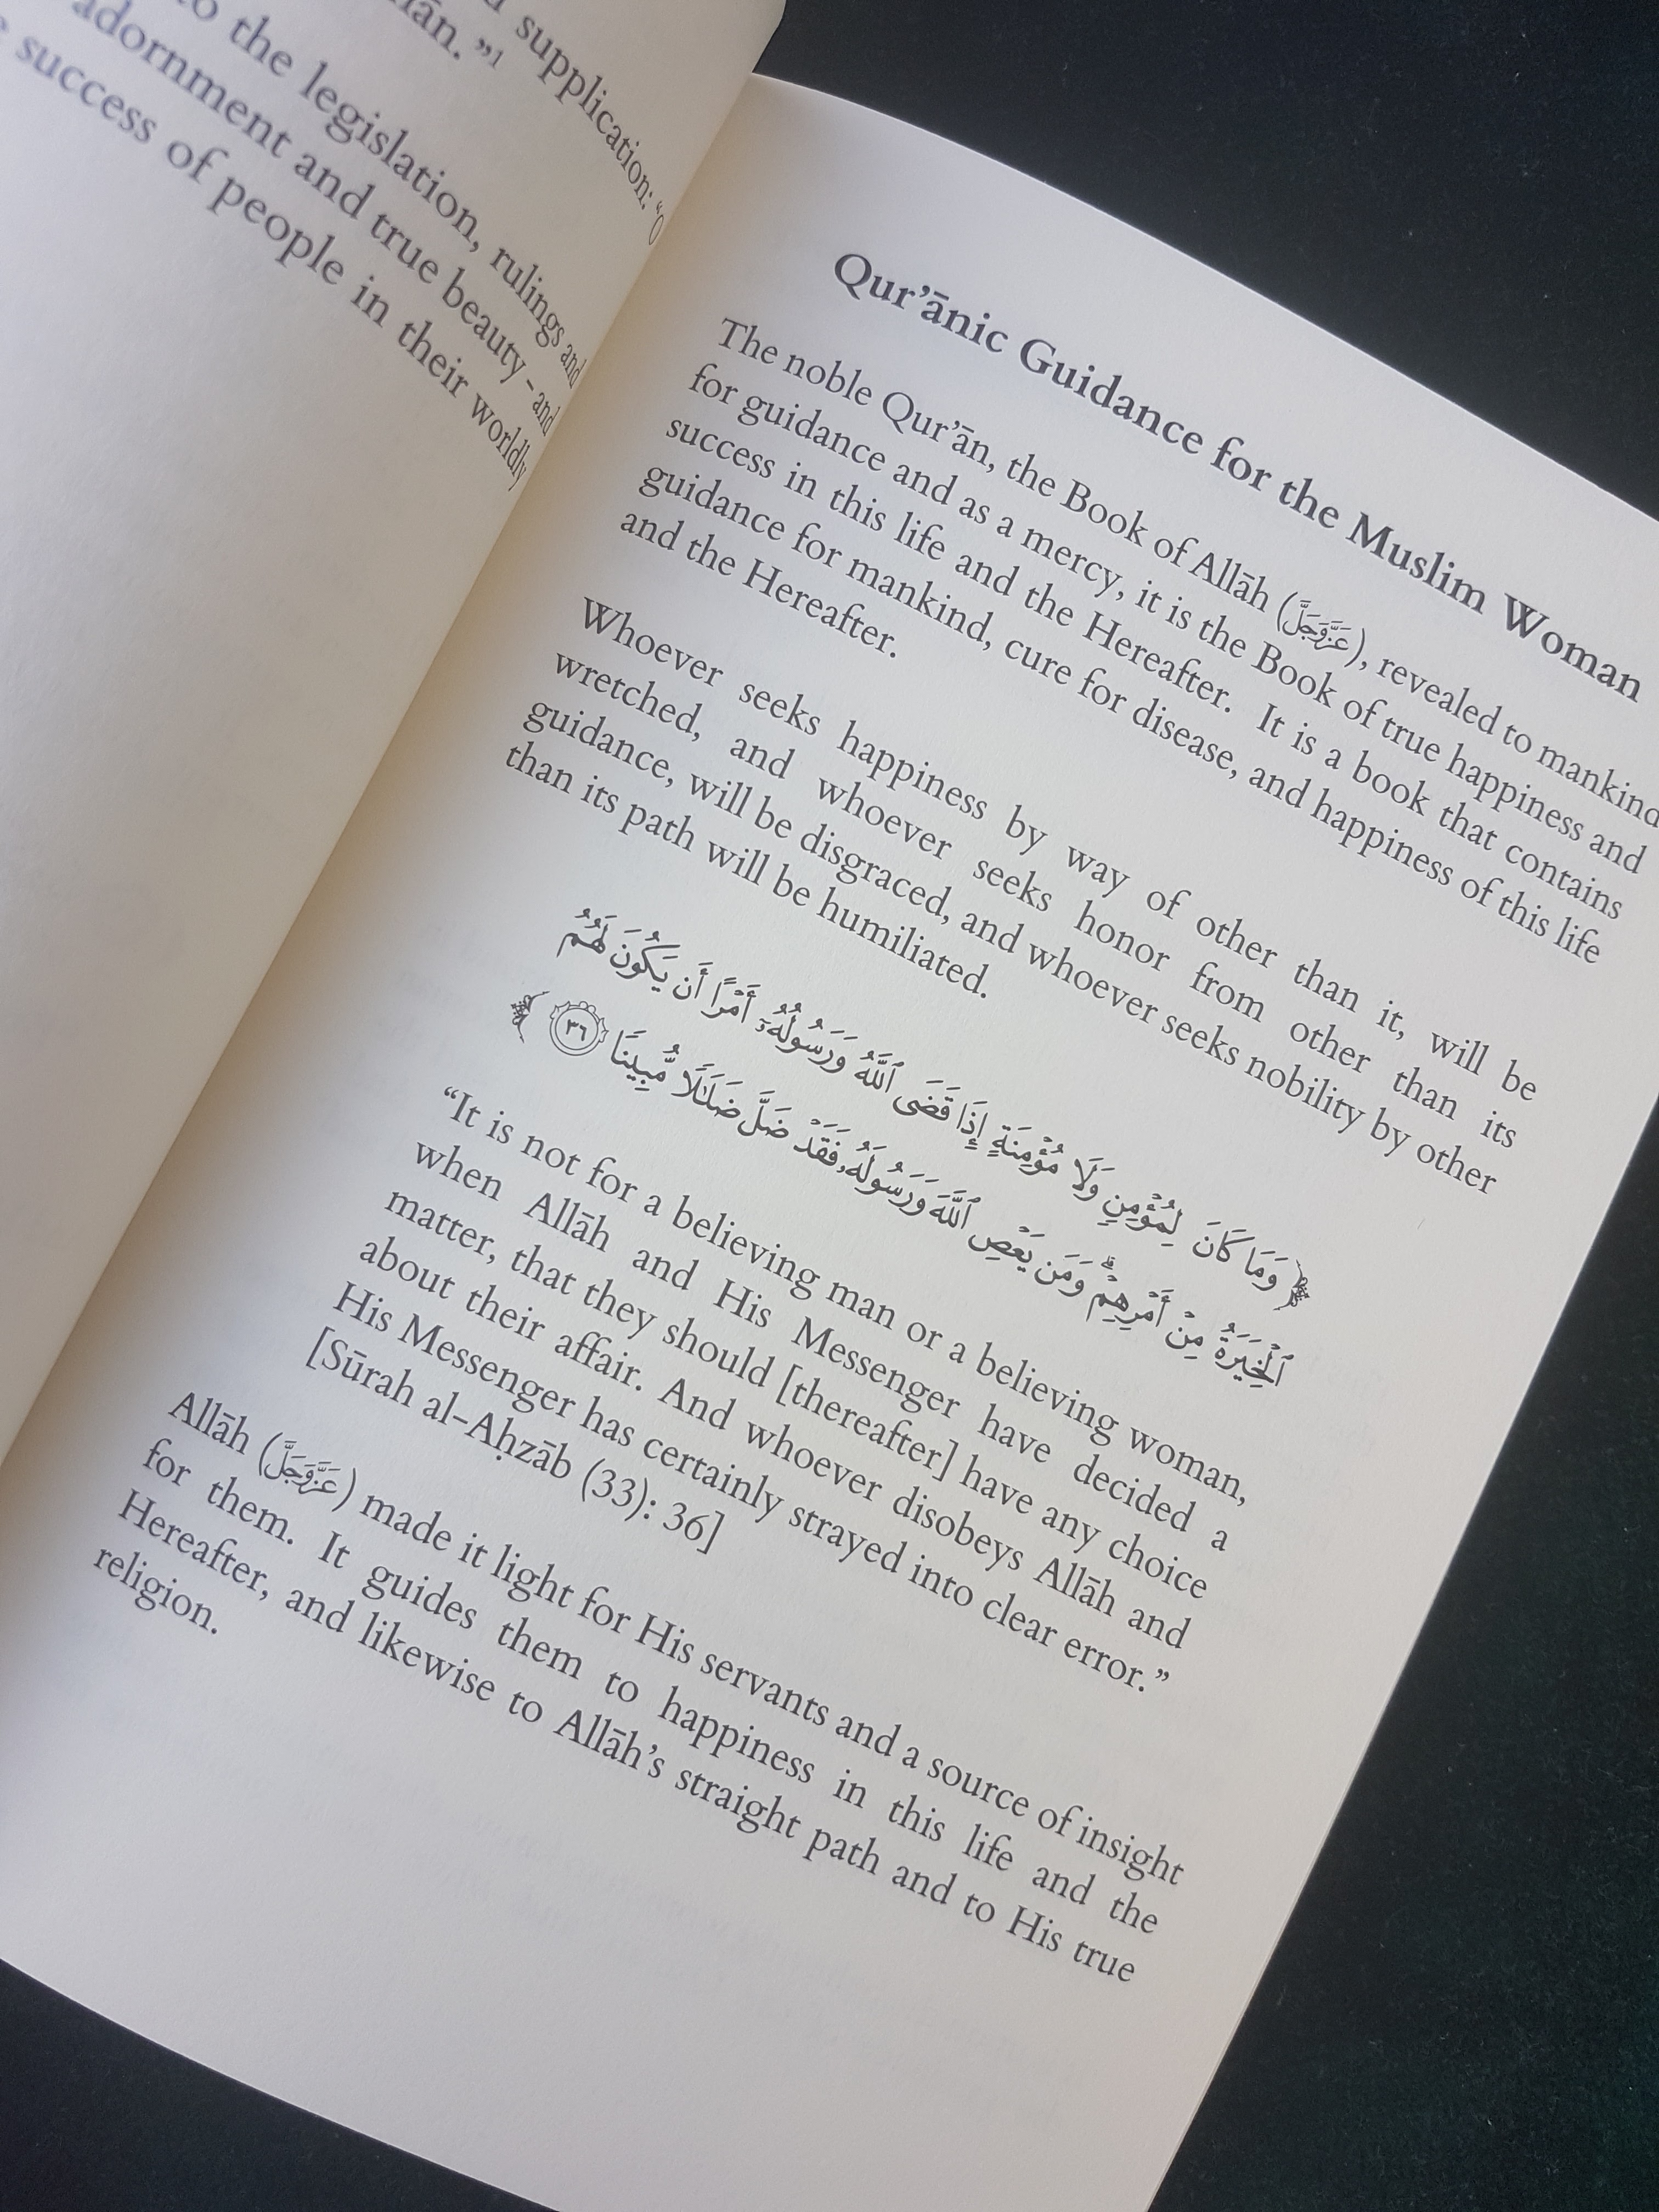 supplication: “O
ān.”1
to the legislation, rulings and
adornment and true beauty – and
success of people in their worldly
Qur’ānic Guidance for the Muslim Woman
The noble Qur’ān, the Book of Allāh (عَزَّوَجَلَّ), revealed to mankind
for guidance and as a mercy, it is the Book of true happiness and
success in this life and the Hereafter. It is a book that contains
guidance for mankind, cure for disease, and happiness of this life
and the Hereafter.
Whoever seeks happiness by way of other than it, will be
wretched, and whoever seeks honor from other than its
guidance, will be disgraced, and whoever seeks nobility by other
than its path will be humiliated.
﴿ وَمَا كَانَ لِمُؤْمِنٍ وَلَا مُؤْمِنَةٍ إِذَا قَضَى ٱللَّهُ وَرَسُولُهُۥٓ أَمْرًا أَن يَكُونَ لَهُمُ
ٱلْخِيَرَةُ مِنْ أَمْرِهِمْ ۗ وَمَن يَعْصِ ٱللَّهَ وَرَسُولَهُۥ فَقَدْ ضَلَّ ضَلَـٰلًا مُّبِينًا ٣٦ ﴾
“It is not for a believing man or a believing woman,
when Allāh and His Messenger have decided a
matter, that they should [thereafter] have any choice
about their affair. And whoever disobeys Allāh and
His Messenger has certainly strayed into clear error.”
[Sūrah al-Aḥzāb (33): 36]
Allāh (عَزَّوَجَلَّ) made it light for His servants and a source of insight
for them. It guides them to happiness in this life and the
Hereafter, and likewise to Allāh’s straight path and to His true
religion.